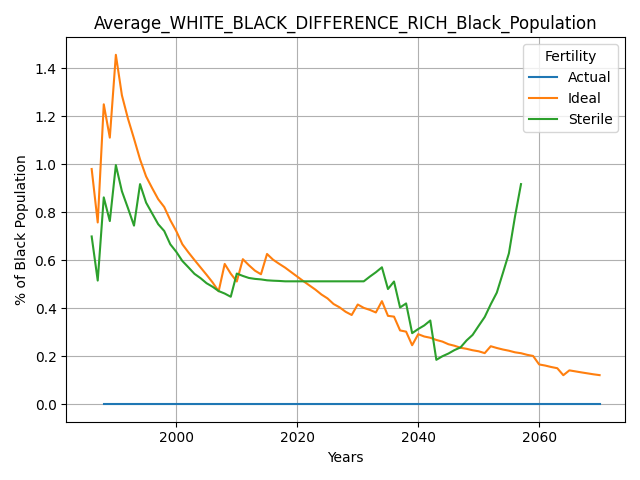 Average_WHITE_BLACK_DIFFERENCE_RICH_Black_Population
Fertility
Actual
Ideal
Sterile
% of Black Population
1.4
1.2
1.0
0.8
0.6
0.4
0.2
0.0
2000 2020 2040 2060
Years